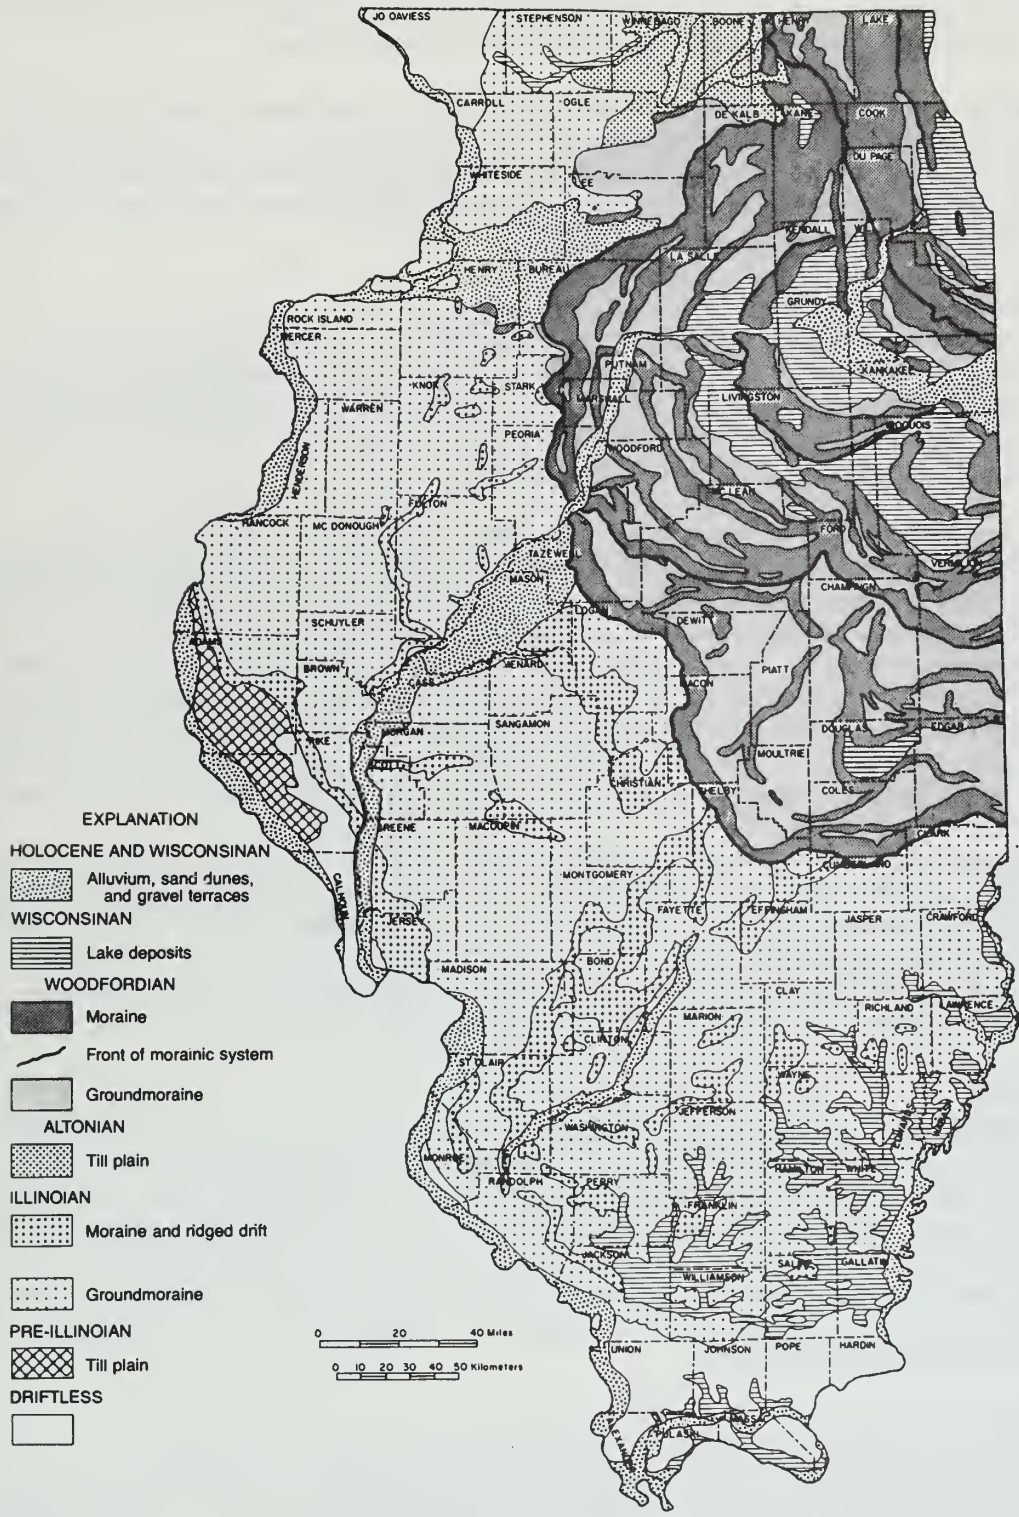 JO DAVIESS
STEPHENSON
WINNEBAGO
BOONE
MC HENRY
LAKE
CARROLL
OGLE
DE KALB
KANE
COOK
DU PAGE
WHITESIDE
LEE
KENDALL
WILL
LA SALLE
HENRY
BUREAU
GRUNDY
ROCK ISLAND
MERCER
KANKAKEE
PUTNAM
KNOX
STARK
MARSHALL
LIVINGSTON
WARREN
IROQUOIS
PEORIA
WOODFORD
HENDERSON
MC LEAN
FULTON
HANCOCK
MC DONOUGH
FORD
TAZEWELL
VERMILION
MASON
CHAMPAIGN
LOGAN
SCHUYLER
DEWITT
ADAMS
BROWN
MENARD
PIATT
CASS
MACON
SANGAMON
DOUGLAS
EDGAR
PIKE
MORGAN
MOULTRIE
SCOTT
CHRISTIAN
SHELBY
COLES
EXPLANATION
GREENE
MACOUPIN
CLARK
HOLOCENE AND WISCONSINAN
CUMBERLAND
Alluvium, sand dunes,
and gravel terraces
MONTGOMERY
CALHOUN
WISCONSINAN
JERSEY
FAYETTE
EFFINGHAM
JASPER
CRAWFORD
Lake deposits
BOND
MADISON
WOODFORDIAN
CLAY
RICHLAND
LAWRENCE
Moraine
MARION
CLINTON
Front of morainic system
ST CLAIR
WAYNE
Groundmoraine
EDWARDS
WABASH
JEFFERSON
ALTONIAN
WASHINGTON
Till plain
MONROE
HAMILTON
WHITE
RANDOLPH
PERRY
ILLINOIAN
FRANKLIN
Moraine and ridged drift
JACKSON
SALINE
GALLATIN
WILLIAMSON
Groundmoraine
PRE-ILLINOIAN
0 20 40 Miles
UNION
JOHNSON
POPE
HARDIN
Till plain
0 10 20 30 40 50 Kilometers
DRIFTLESS
MASSAC
PULASKI
ALEXANDER